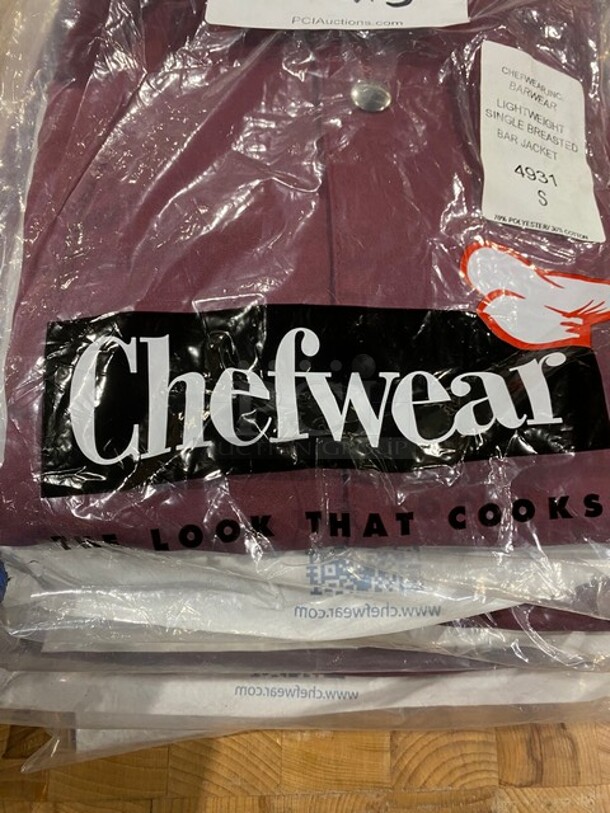 PCIAuctions.com
CHEFWEAR, INC.
BARWEAR
LIGHTWEIGHT
SINGLE BREASTED
BAR JACKET
4931
S
Chefwear
THE LOOK THAT COOKS
www.chefwear.com
www.chefwear.com